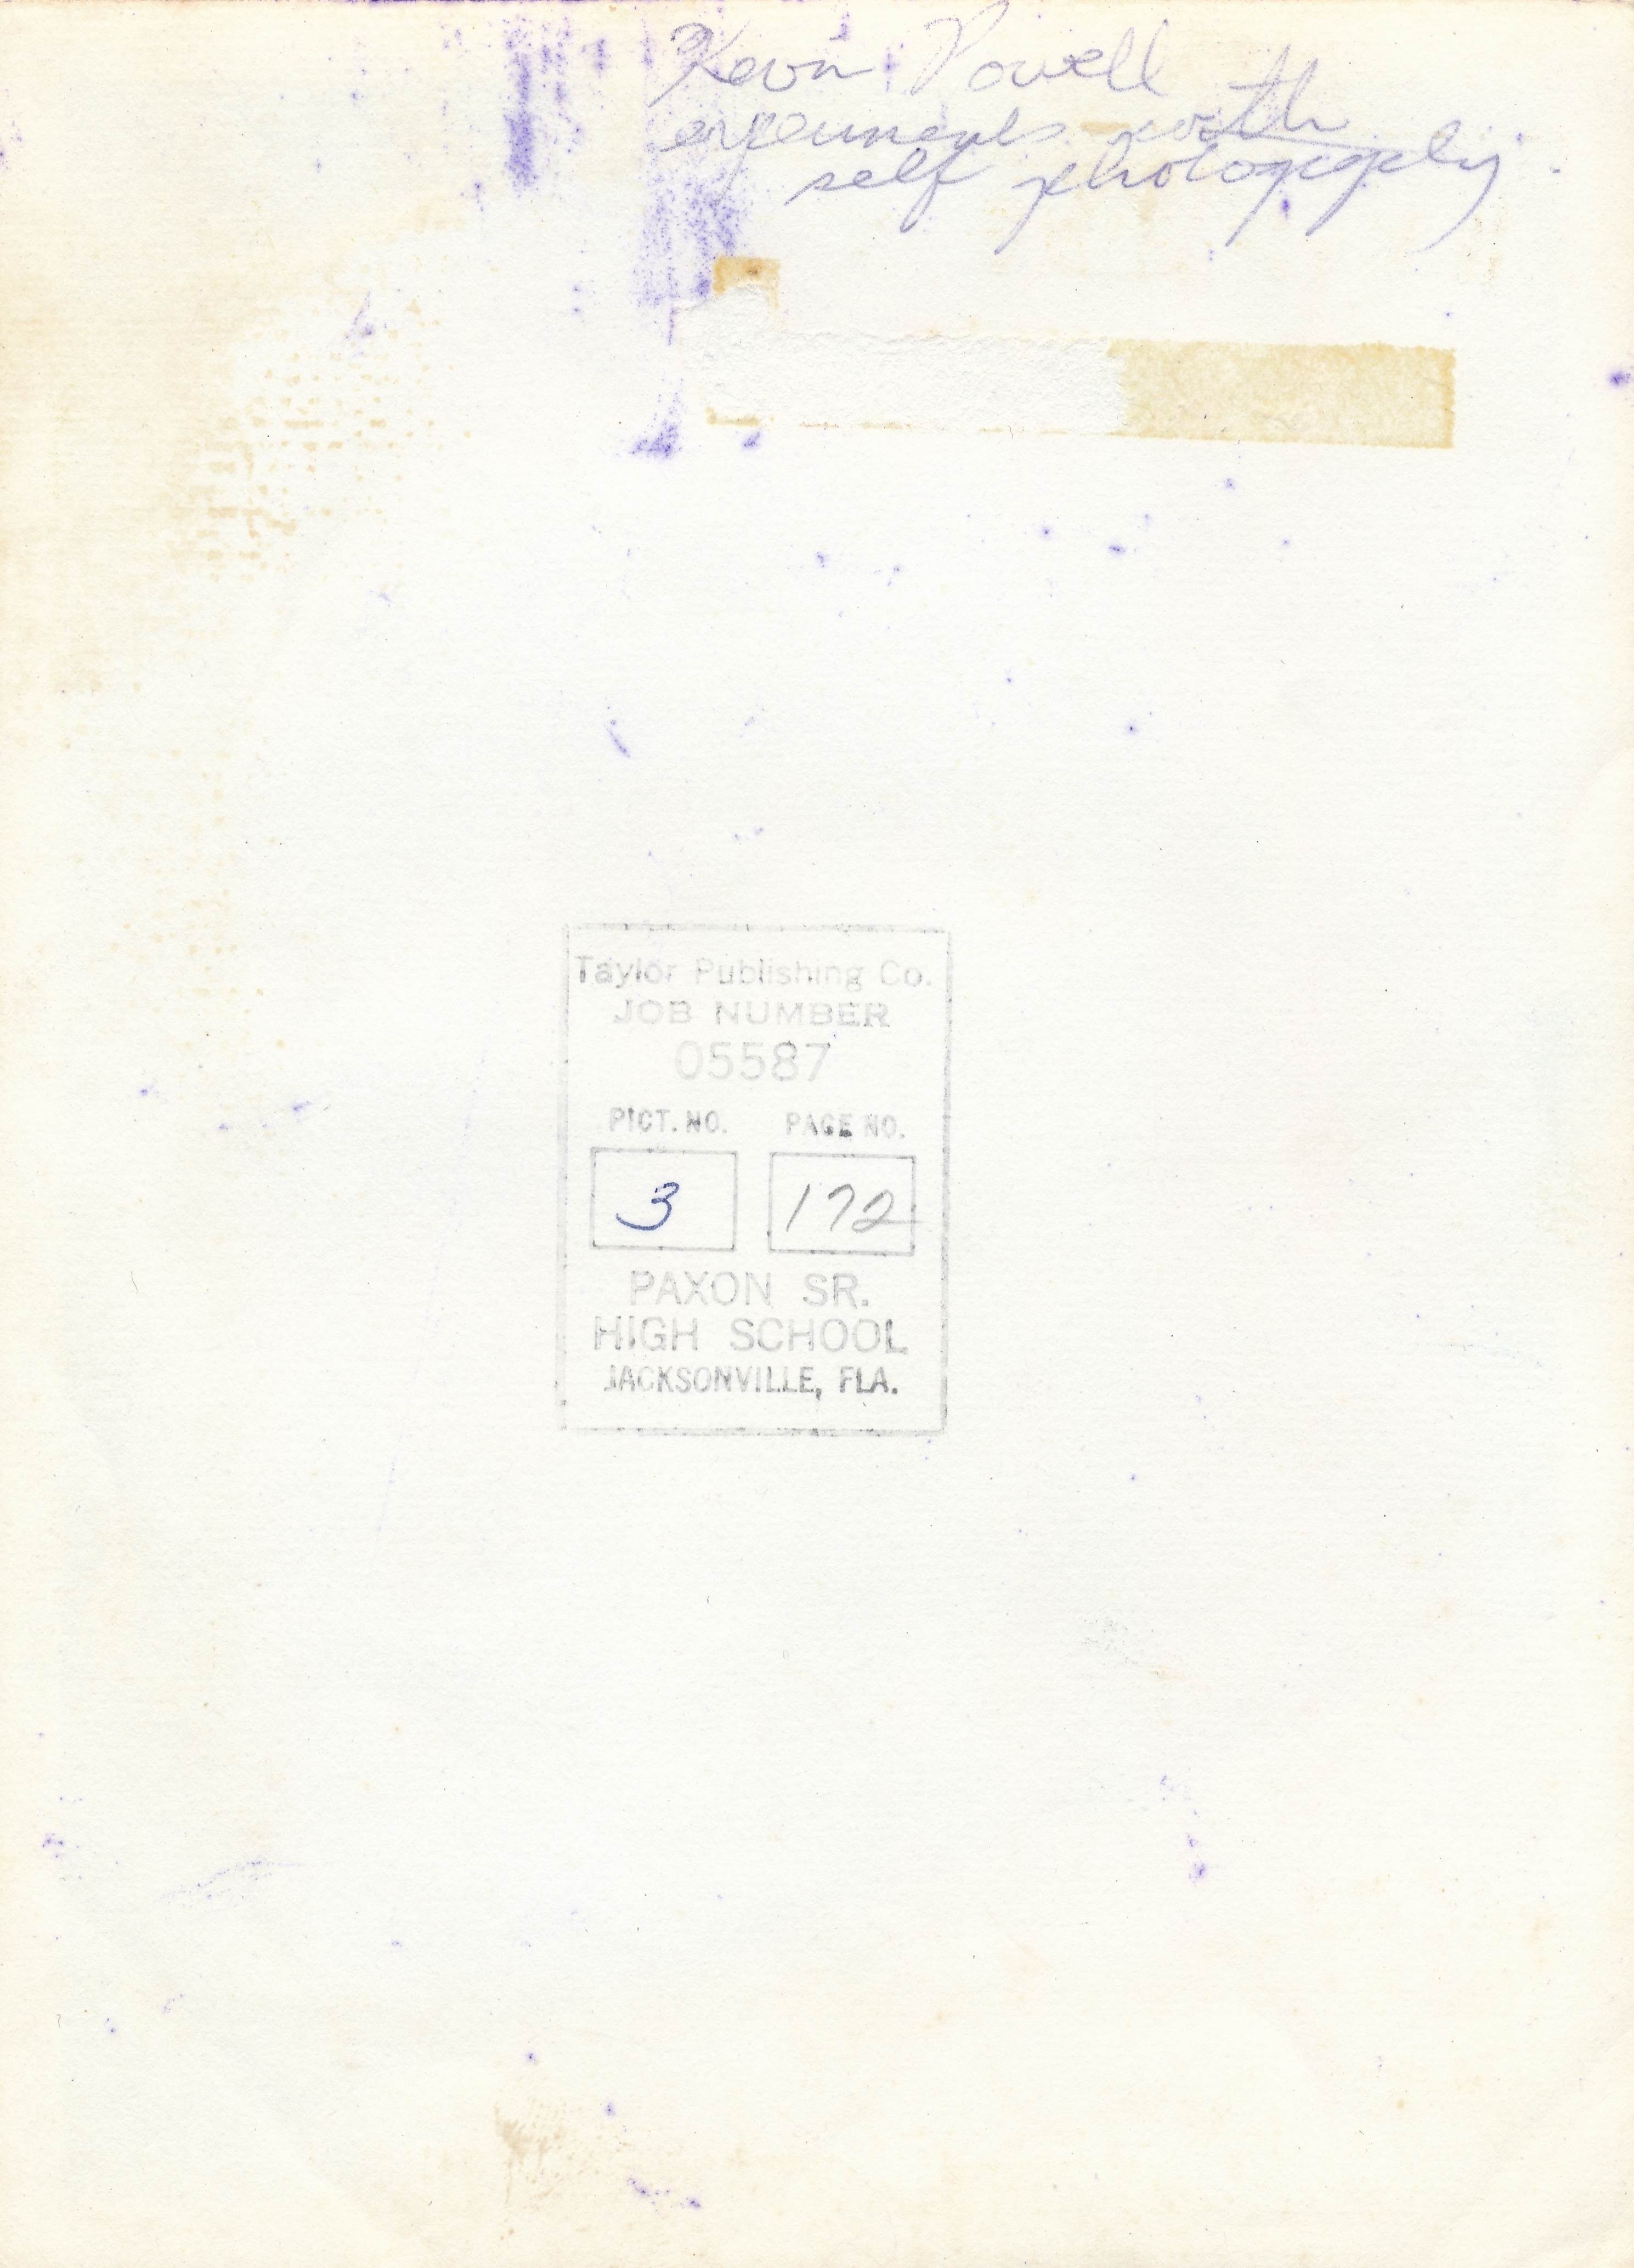 Kevin Powell
experiments with
self photography.
Taylor Publishing Co.
JOB NUMBER
05587
PICT. NO. PAGE NO.
3 172
PAXON SR.
HIGH SCHOOL
JACKSONVILLE, FLA.